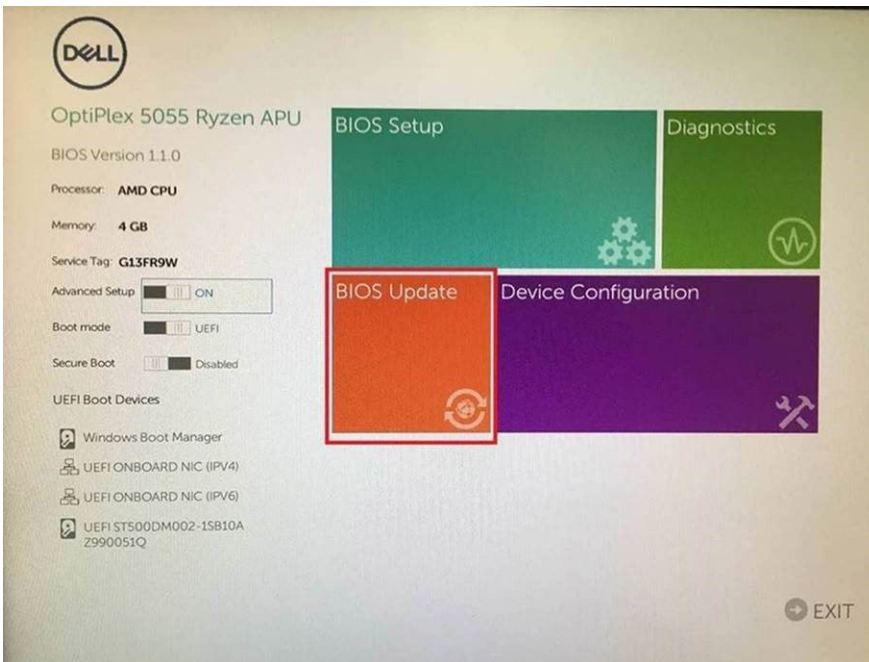 DELL
OptiPlex 5055 Ryzen APU
BIOS Version 1.1.0
Processor: AMD CPU
Memory: 4 GB
Service Tag: G13FR9W
Advanced Setup ON
Boot mode UEFI
Secure Boot Disabled
UEFI Boot Devices
Windows Boot Manager
UEFI ONBOARD NIC (IPV4)
UEFI ONBOARD NIC (IPV6)
UEFI ST500DM002-1SB10A
Z990051Q
BIOS Setup
Diagnostics
BIOS Update
Device Configuration
EXIT